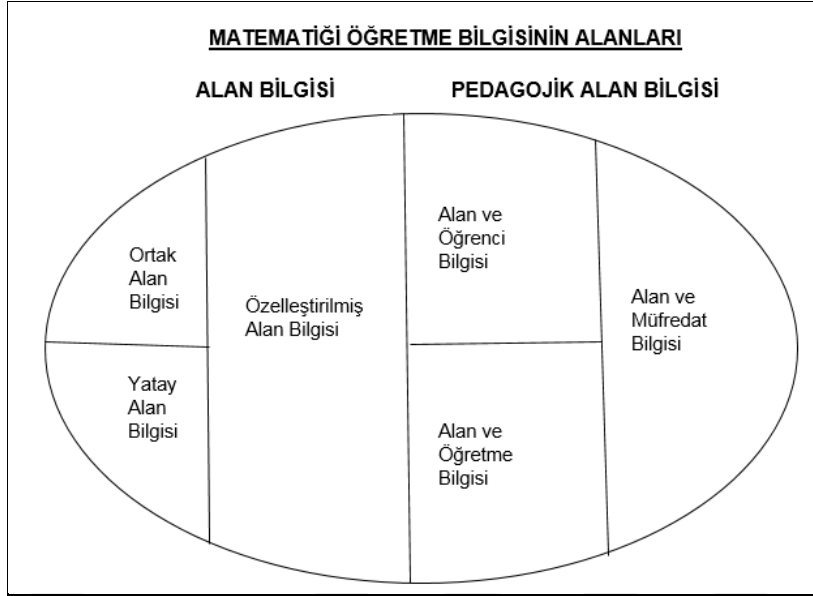 MATEMATİĞİ ÖĞRETME BİLGİSİNİN ALANLARI
ALAN BİLGİSİ
PEDAGOJİK ALAN BİLGİSİ
Ortak
Alan
Bilgisi
Yatay
Alan
Bilgisi
Özelleştirilmiş
Alan Bilgisi
Alan ve
Öğrenci
Bilgisi
Alan ve
Öğretme
Bilgisi
Alan ve
Müfredat
Bilgisi